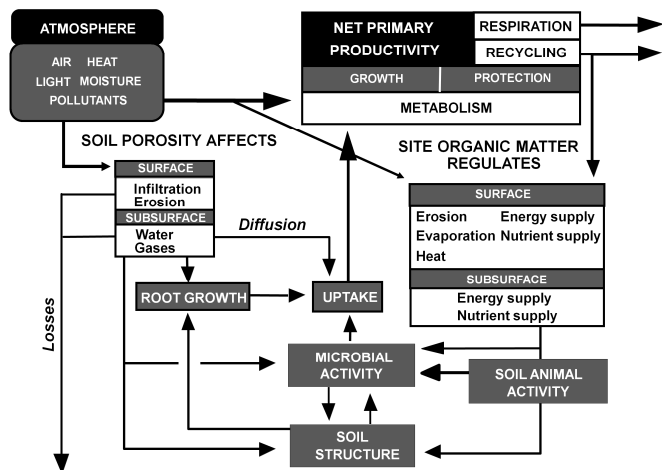 ATMOSPHERE
AIR HEAT
LIGHT MOISTURE
POLLUTANTS
NET PRIMARY
PRODUCTIVITY
RESPIRATION
RECYCLING
GROWTH
PROTECTION
METABOLISM
SOIL POROSITY AFFECTS
SITE ORGANIC MATTER
REGULATES
SURFACE
Infiltration
Erosion
SUBSURFACE
Water
Gases
Diffusion
SURFACE
Erosion Energy supply
Evaporation Nutrient supply
Heat
SUBSURFACE
Energy supply
Nutrient supply
ROOT GROWTH
UPTAKE
Losses
MICROBIAL
ACTIVITY
SOIL ANIMAL
ACTIVITY
SOIL
STRUCTURE